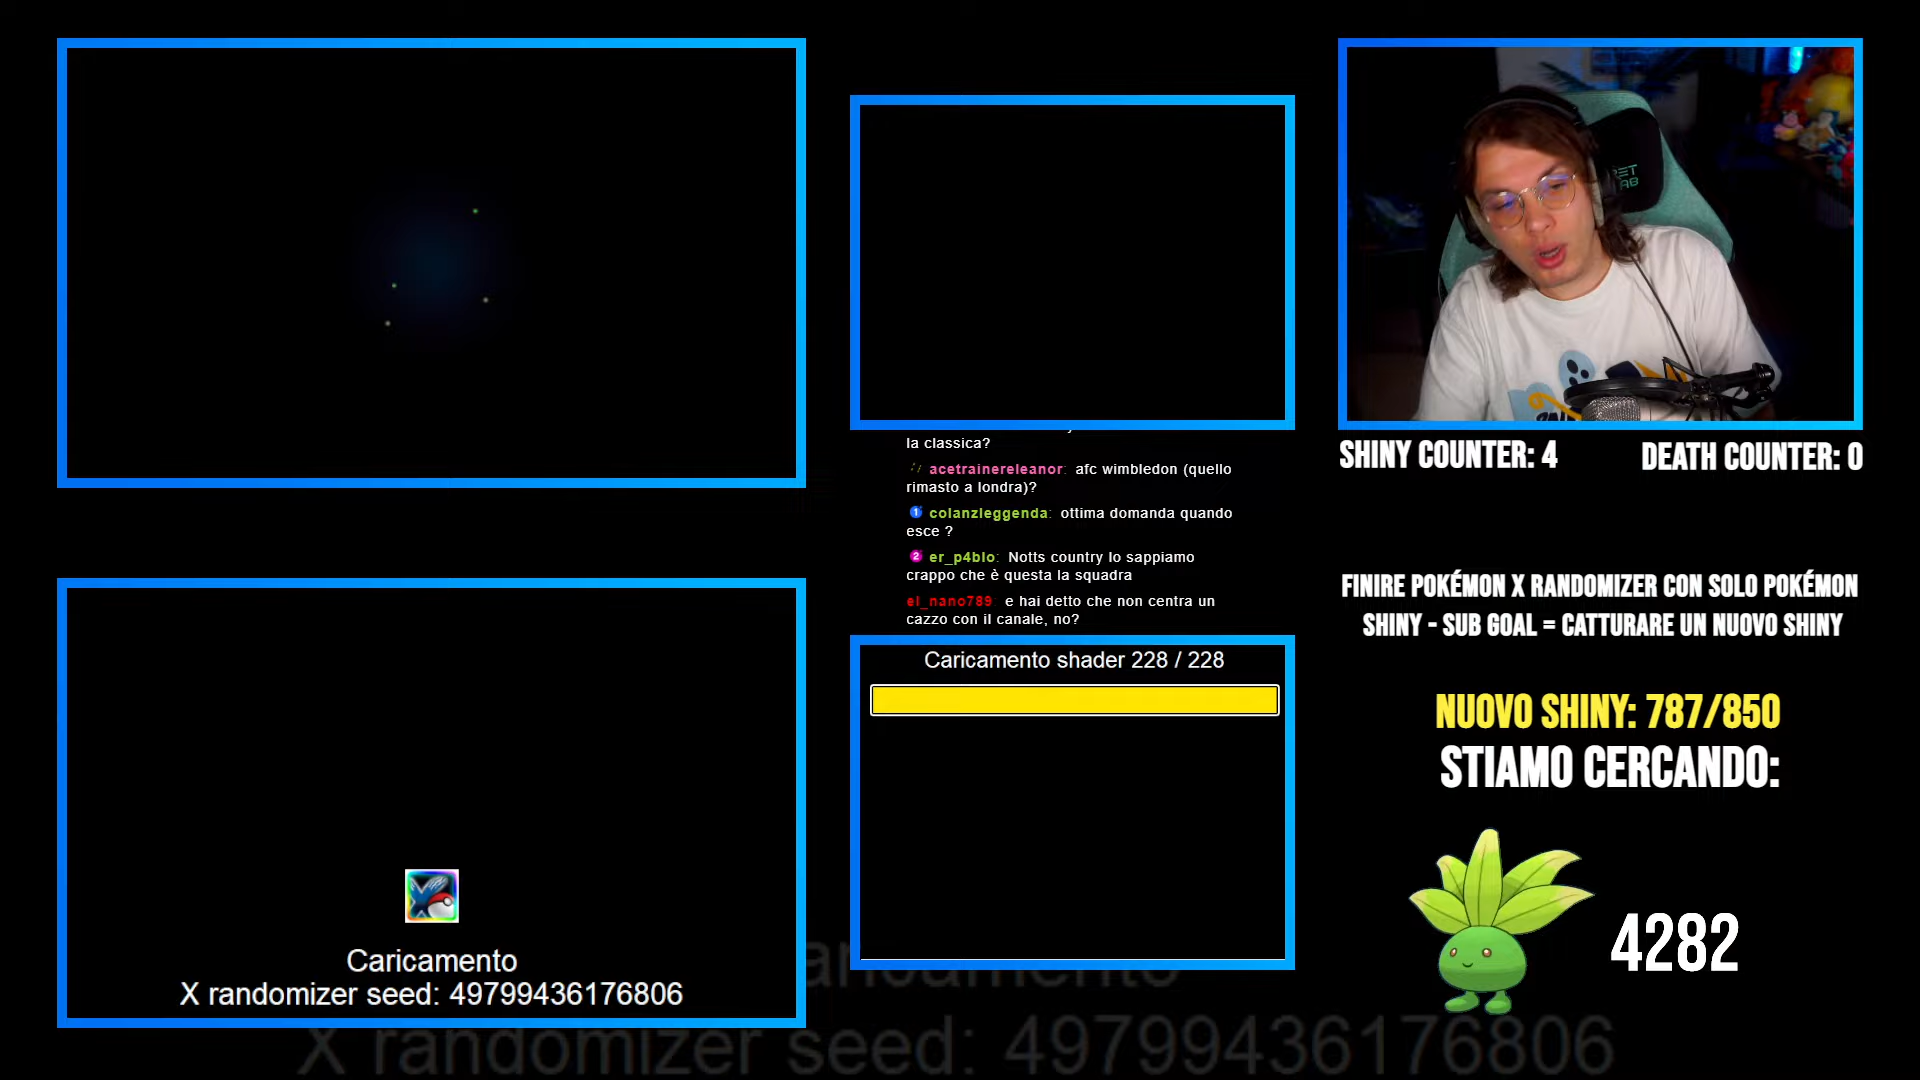 la classica?
acetrainereleanor: afc wimbledon (quello
rimasto a londra)?
1 colanzleggenda: ottima domanda quando
esce ?
2 er_p4blo: Notts country lo sappiamo
crappo che è questa la squadra
el_nano789: e hai detto che non centra un
cazzo con il canale, no?
SHINY COUNTER: 4
DEATH COUNTER: 0
FINIRE POKÉMON X RANDOMIZER CON SOLO POKÉMON
SHINY - SUB GOAL = CATTURARE UN NUOVO SHINY
Caricamento shader 228 / 228
NUOVO SHINY: 787/850
STIAMO CERCANDO:
4282
Caricamento
X randomizer seed: 49799436176806
X randomizer seed: 49799436176806